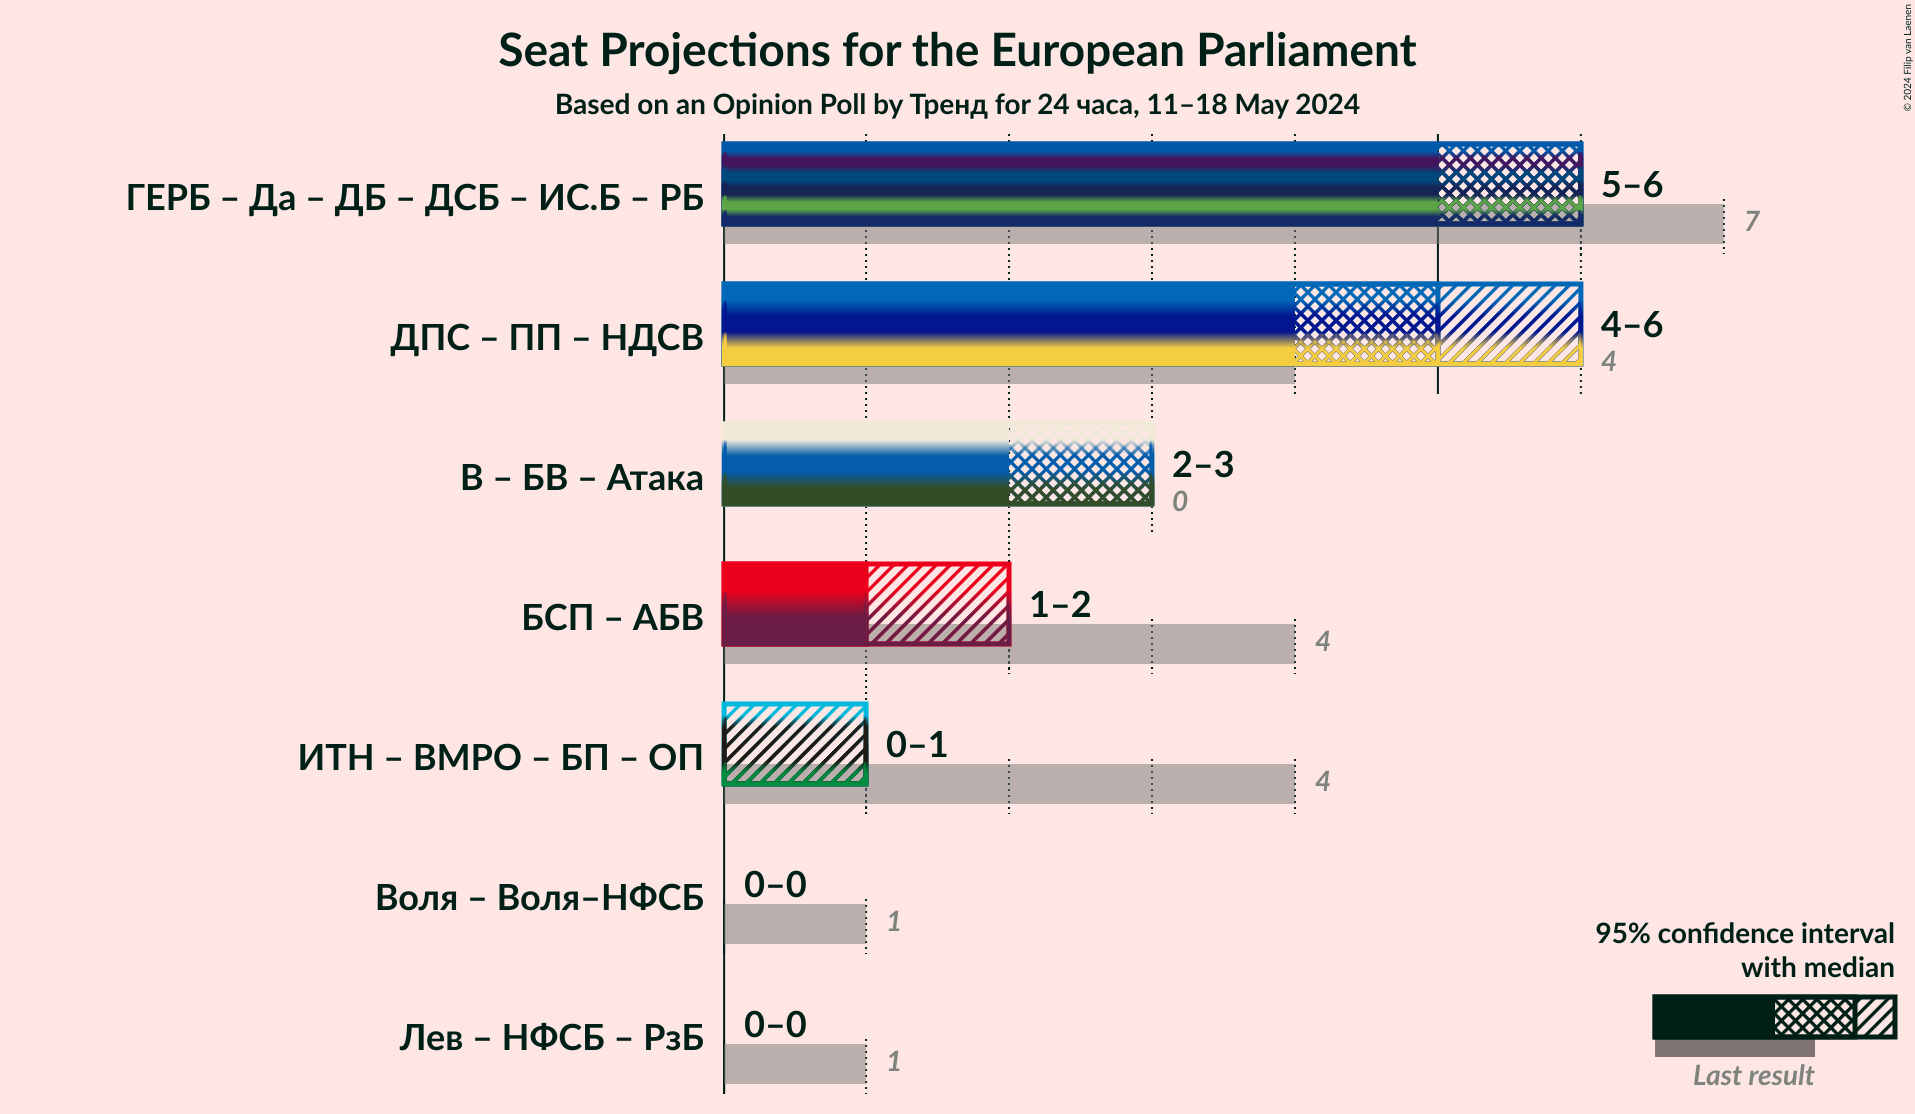 Seat Projections for the European Parliament
Based on an Opinion Poll by Тренд for 24 часа, 11–18 May 2024
© 2024 Filip van Laenen
ГЕРБ – Да – ДБ – ДСБ – ИС.Б – РБ
5–6
7
ДПС – ПП – НДСВ
4–6
4
В – БВ – Атака
2–3
0
БСП – АБВ
1–2
4
ИТН – ВМРО – БП – ОП
0–1
4
Воля – Воля–НФСБ
0–0
1
Лев – НФСБ – РзБ
0–0
1
95% confidence interval
with median
Last result